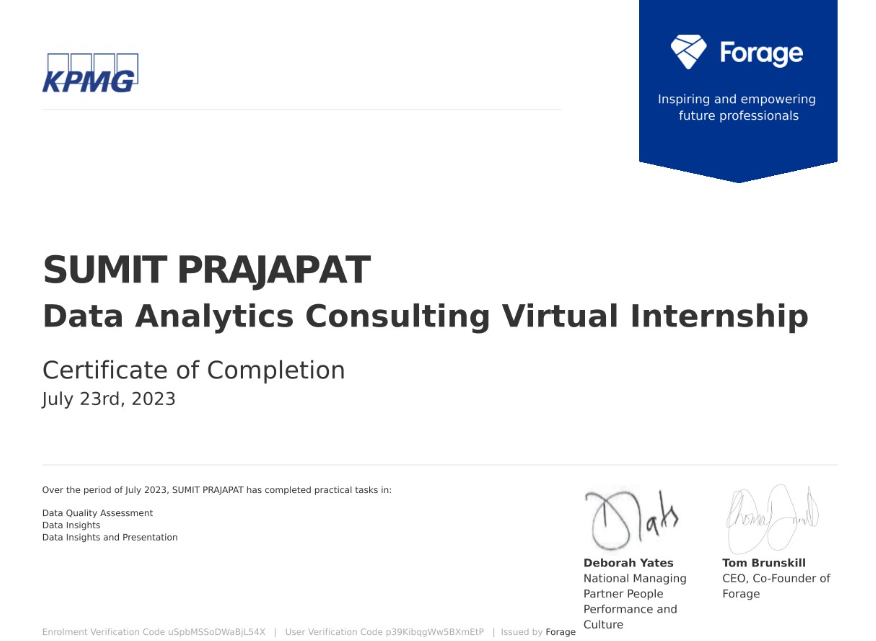 KPMG
Forage
Inspiring and empowering
future professionals
SUMIT PRAJAPAT
Data Analytics Consulting Virtual Internship
Certificate of Completion
July 23rd, 2023
Over the period of July 2023, SUMIT PRAJAPAT has completed practical tasks in:
Data Quality Assessment
Data Insights
Data Insights and Presentation
Deborah Yates
National Managing
Partner People
Performance and
Culture
Tom Brunskill
CEO, Co-Founder of
Forage
Enrolment Verification Code uSpbMSSoDWa8jL54X | User Verification Code p39KibqgWw5BXmEtP | Issued by Forage